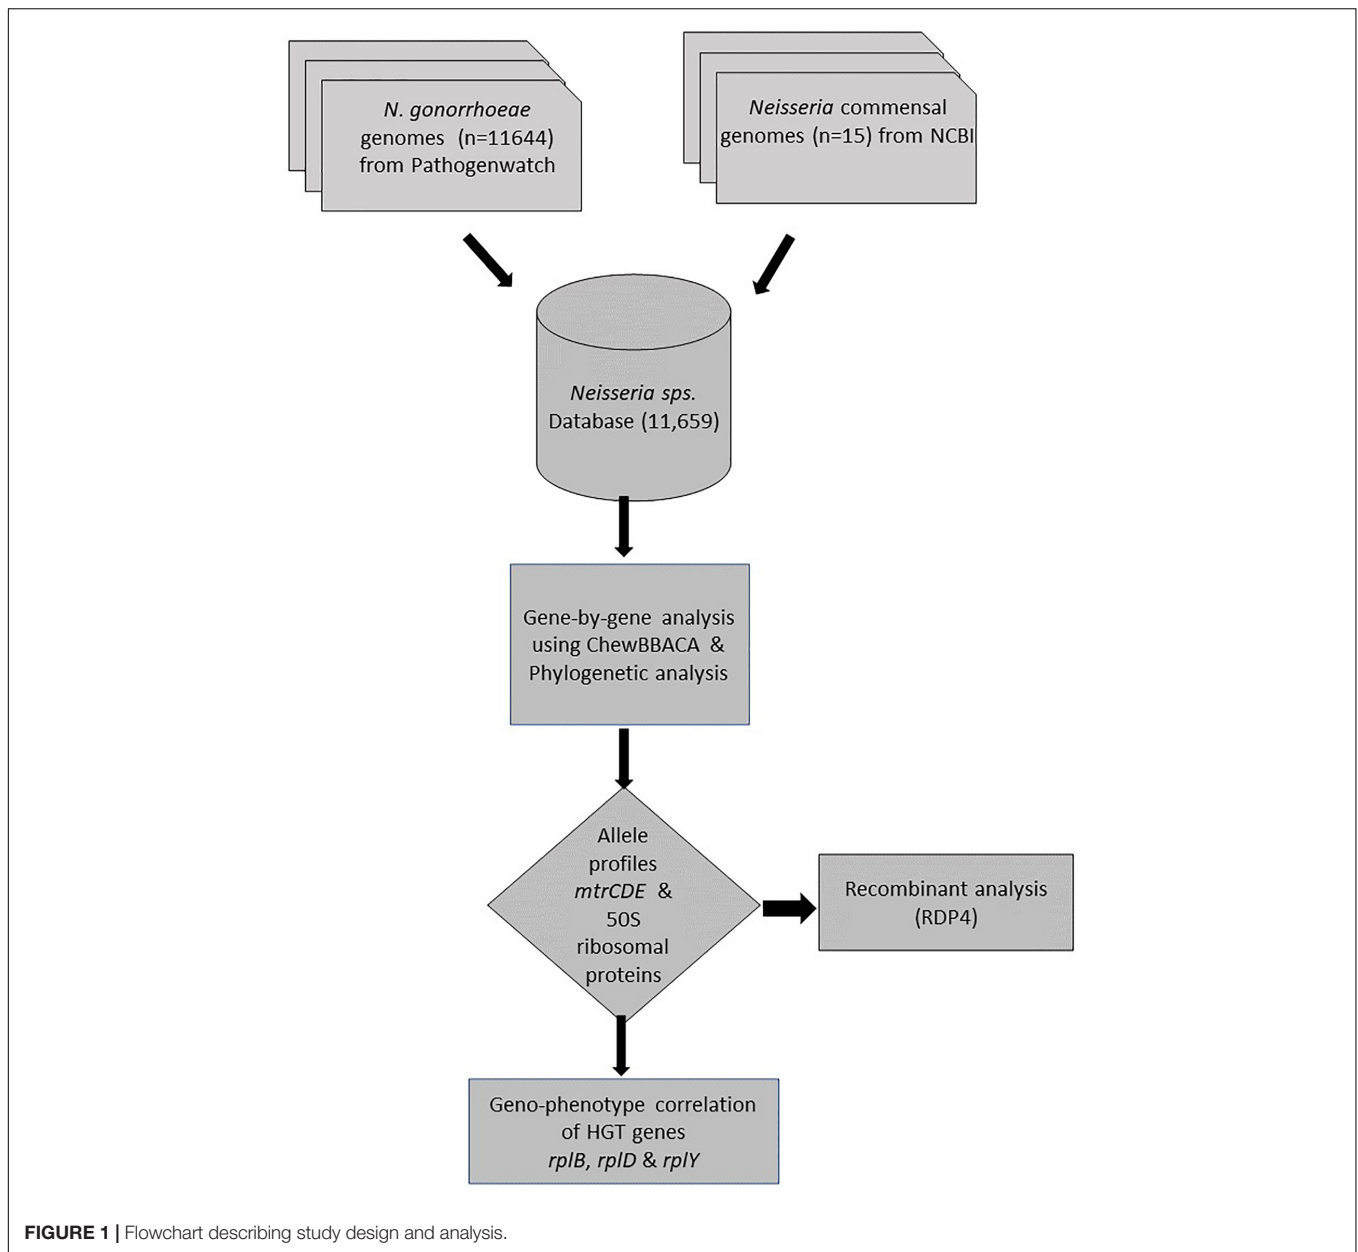 N. gonorrhoeae
genomes (n=11644)
from Pathogenwatch
Neisseria commensal
genomes (n=15) from NCBI
Neisseria sps.
Database (11,659)
Gene-by-gene analysis
using ChewBBACA &
Phylogenetic analysis
Allele
profiles
mtrCDE &
50S
ribosomal
proteins
Recombinant analysis
(RDP4)
Geno-phenotype correlation
of HGT genes
rplB, rplD & rplY
FIGURE 1 | Flowchart describing study design and analysis.